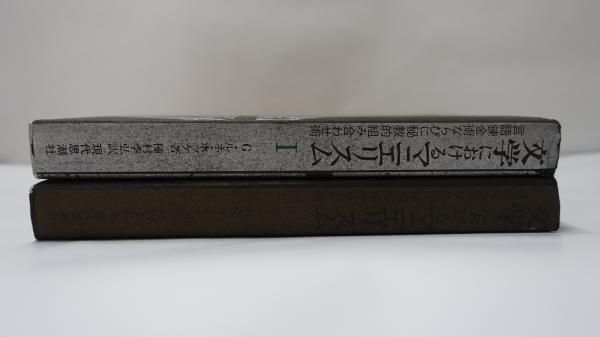 文学におけるマニエリスム
言語錬金術ならびに秘教的組み合わせ術
I
G・ルネ・ホッケ著 種村季弘訳 現代思潮社
文学におけるマニエリスム